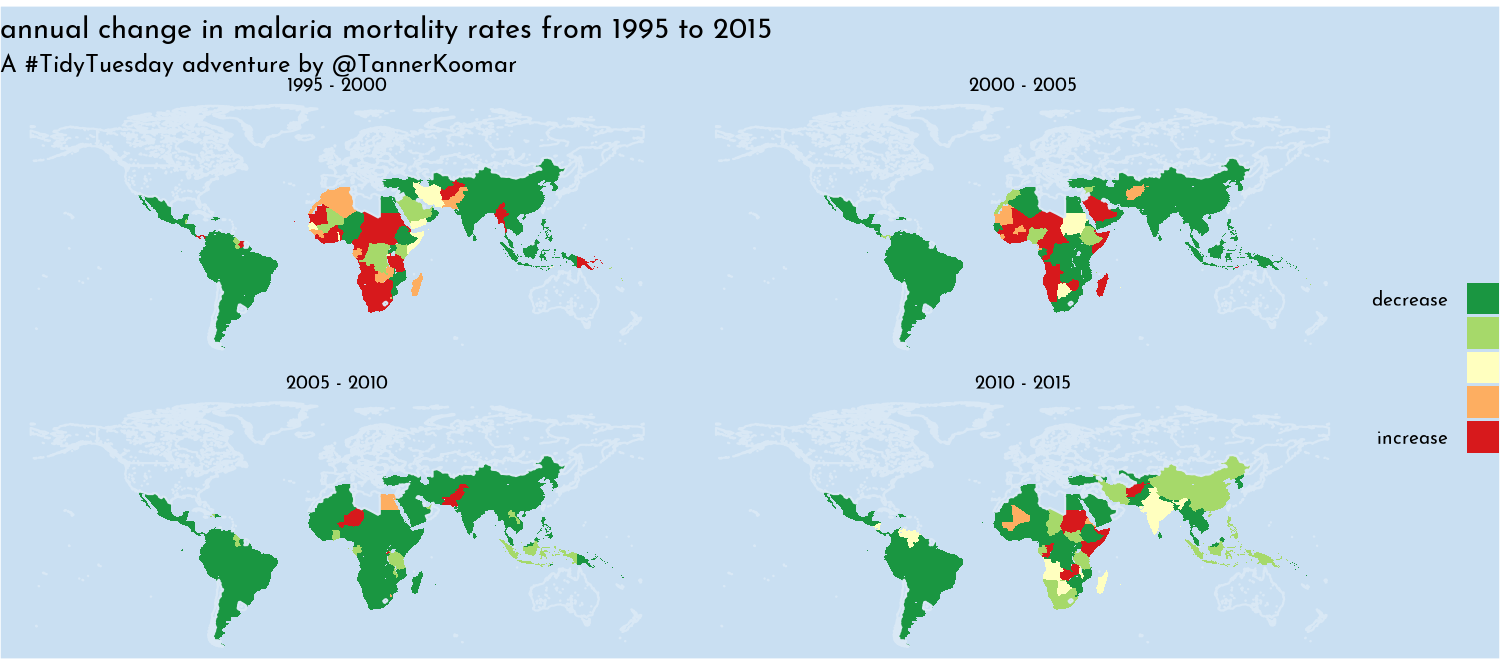 annual change in malaria mortality rates from 1995 to 2015
A #TidyTuesday adventure by @TannerKoomar
1995 - 2000
2000 - 2005
decrease
2005 - 2010
2010 - 2015
increase